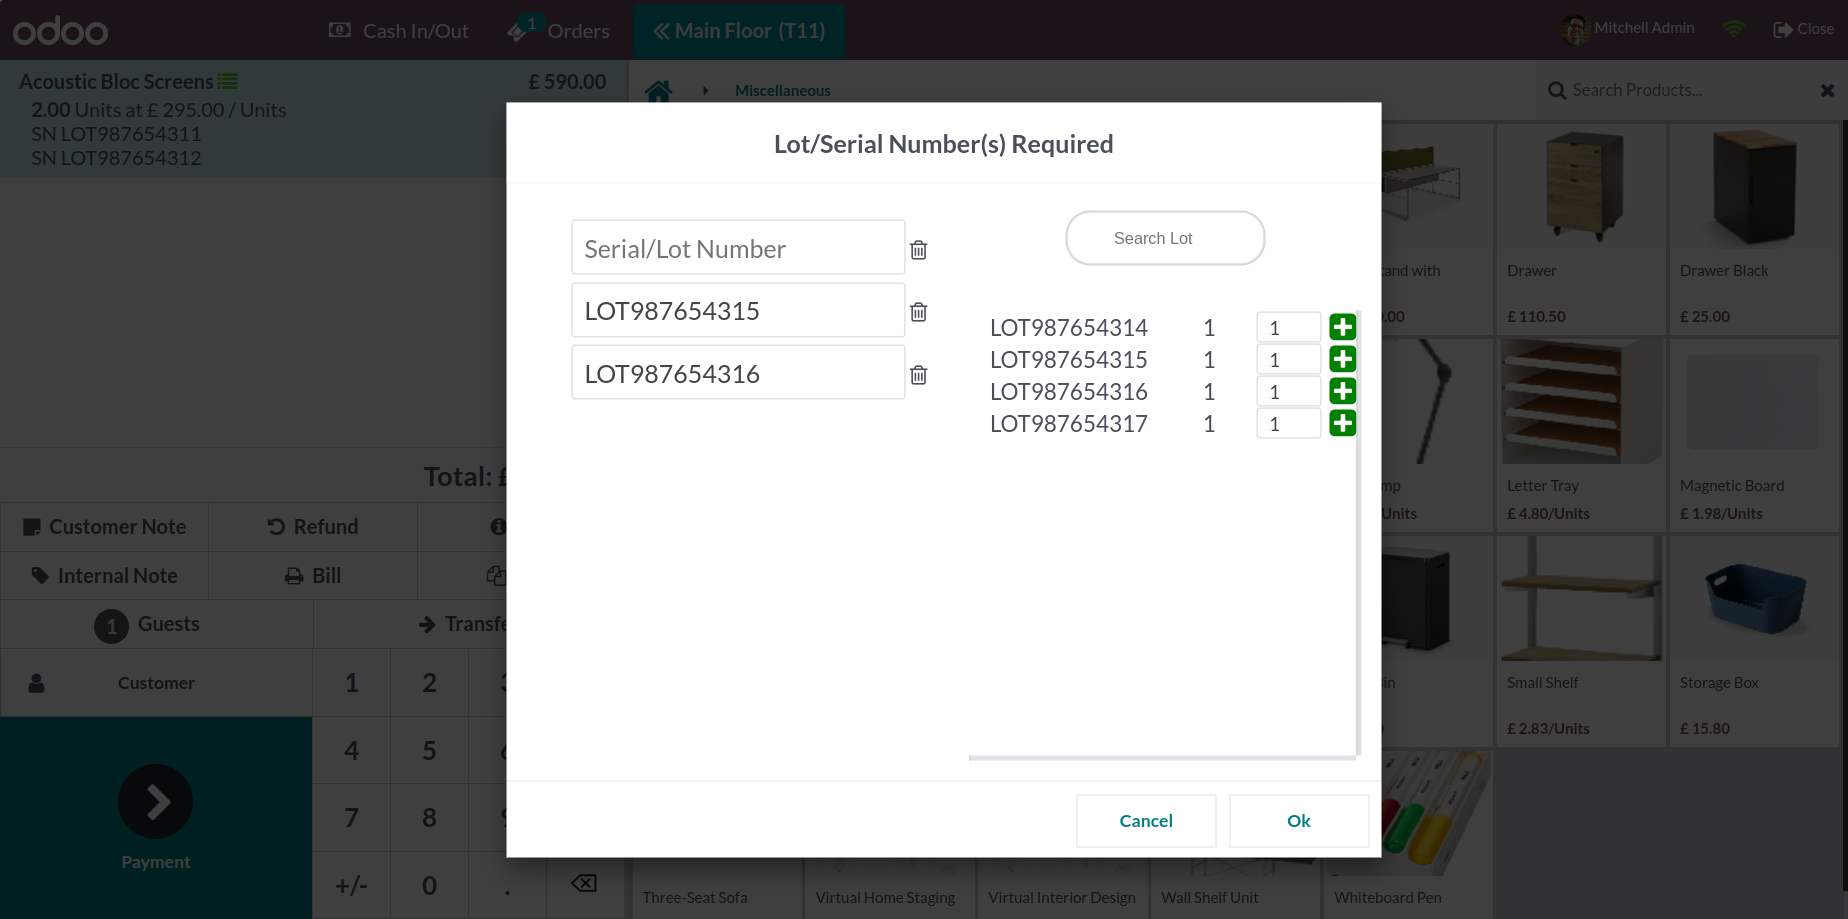 odoo
Cash In/Out
1
Orders
Main Floor (T11)
Mitchell Admin
Close
Acoustic Bloc Screens
£ 590.00
2.00 Units at £ 295.00 / Units
SN LOT987654311
SN LOT987654312
Miscellaneous
Search Products...
Lot/Serial Number(s) Required
Serial/Lot Number
LOT987654315
LOT987654316
Search Lot
LOT987654314 1 1
LOT987654315 1 1
LOT987654316 1 1
LOT987654317 1 1
Cancel
Ok
Total: £
Customer Note
Refund
Internal Note
Bill
1 Guests
Customer
1 2
4 5
7 8
+/- 0 .
Payment
with
Drawer
Drawer Black
£ 110.50
£ 25.00
Letter Tray
Magnetic Board
/Units
£ 4.80/Units
£ 1.98/Units
Small Shelf
Storage Box
£ 2.83/Units
£ 15.80
Three-Seat Sofa
Virtual Home Staging
Virtual Interior Design
Wall Shelf Unit
Whiteboard Pen